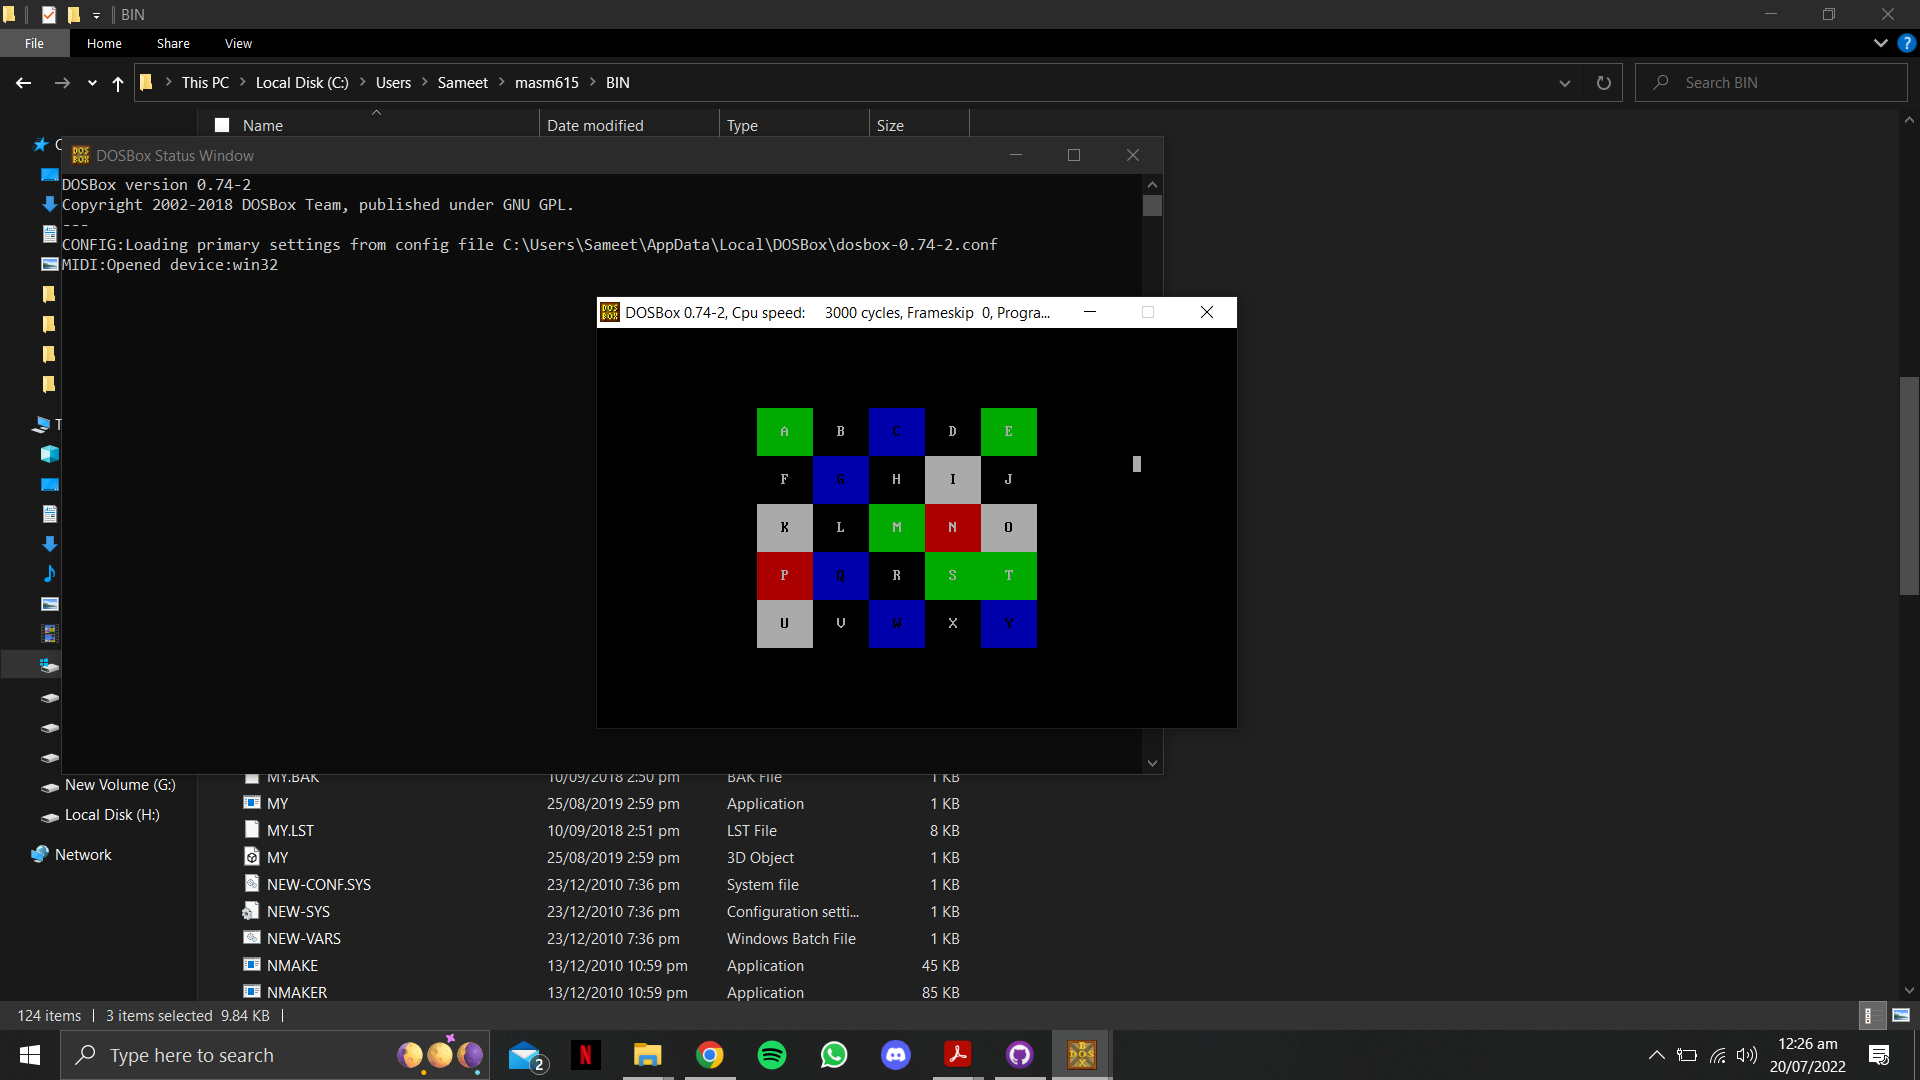 BIN
File Home Share View
This PC Local Disk (C:) Users Sameet masm615 BIN
Search BIN
Name Date modified Type Size
DOSBox Status Window
DOSBox version 0.74-2
Copyright 2002-2018 DOSBox Team, published under GNU GPL.
---
CONFIG:Loading primary settings from config file C:\Users\Sameet\AppData\Local\DOSBox\dosbox-0.74-2.conf
MIDI:Opened device:win32
DOSBox 0.74-2, Cpu speed: 3000 cycles, Frameskip 0, Progra...
A B C D E
F G H I J
K L M N O
P Q R S T
U V W X Y
MY.BAK 10/09/2018 2:50 pm BAK File 1 KB
New Volume (G:)
MY 25/08/2019 2:59 pm Application 1 KB
Local Disk (H:)
MY.LST 10/09/2018 2:51 pm LST File 8 KB
Network
MY 25/08/2019 2:59 pm 3D Object 1 KB
NEW-CONF.SYS 23/12/2010 7:36 pm System file 1 KB
NEW-SYS 23/12/2010 7:36 pm Configuration setti... 1 KB
NEW-VARS 23/12/2010 7:36 pm Windows Batch File 1 KB
NMAKE 13/12/2010 10:59 pm Application 45 KB
NMAKER 13/12/2010 10:59 pm Application 85 KB
124 items 3 items selected 9.84 KB
Type here to search
2
12:26 am
20/07/2022